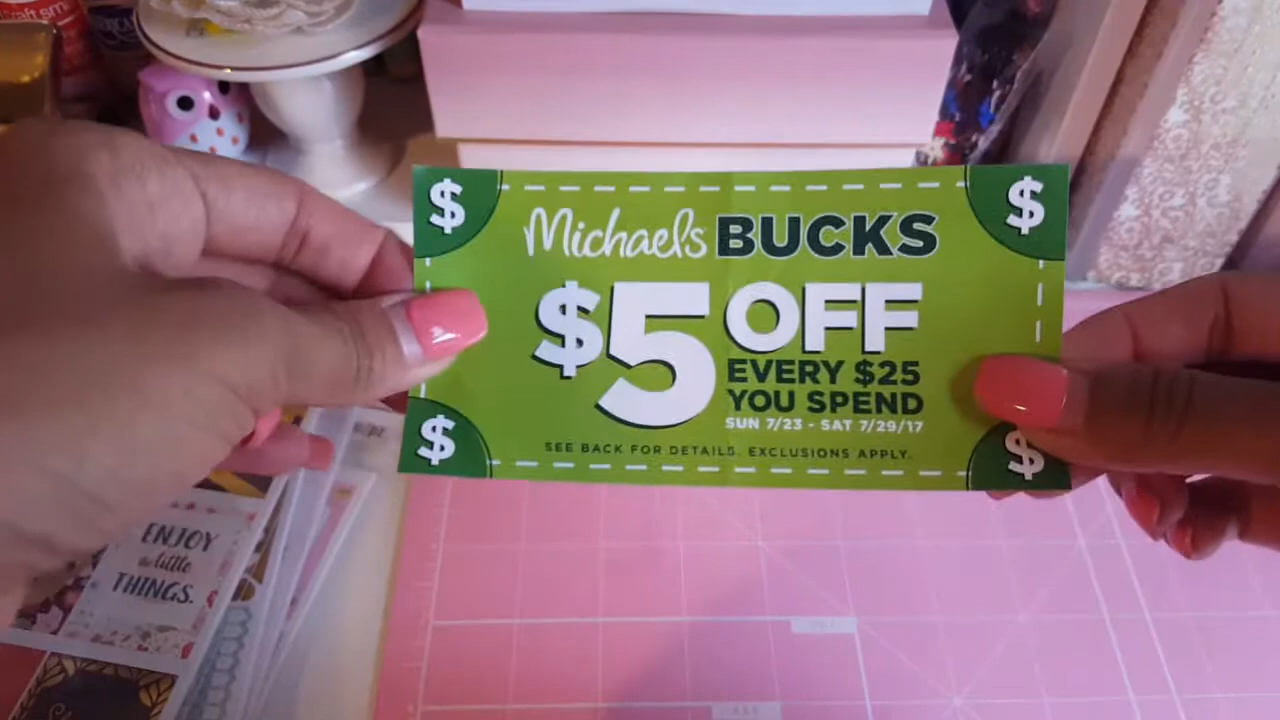 $
$
Michaels BUCKS
$5 OFF
EVERY $25
YOU SPEND
SUN 7/23 - SAT 7/29/17
SEE BACK FOR DETAILS. EXCLUSIONS APPLY.
$
$
ENJOY
the little
THINGS.